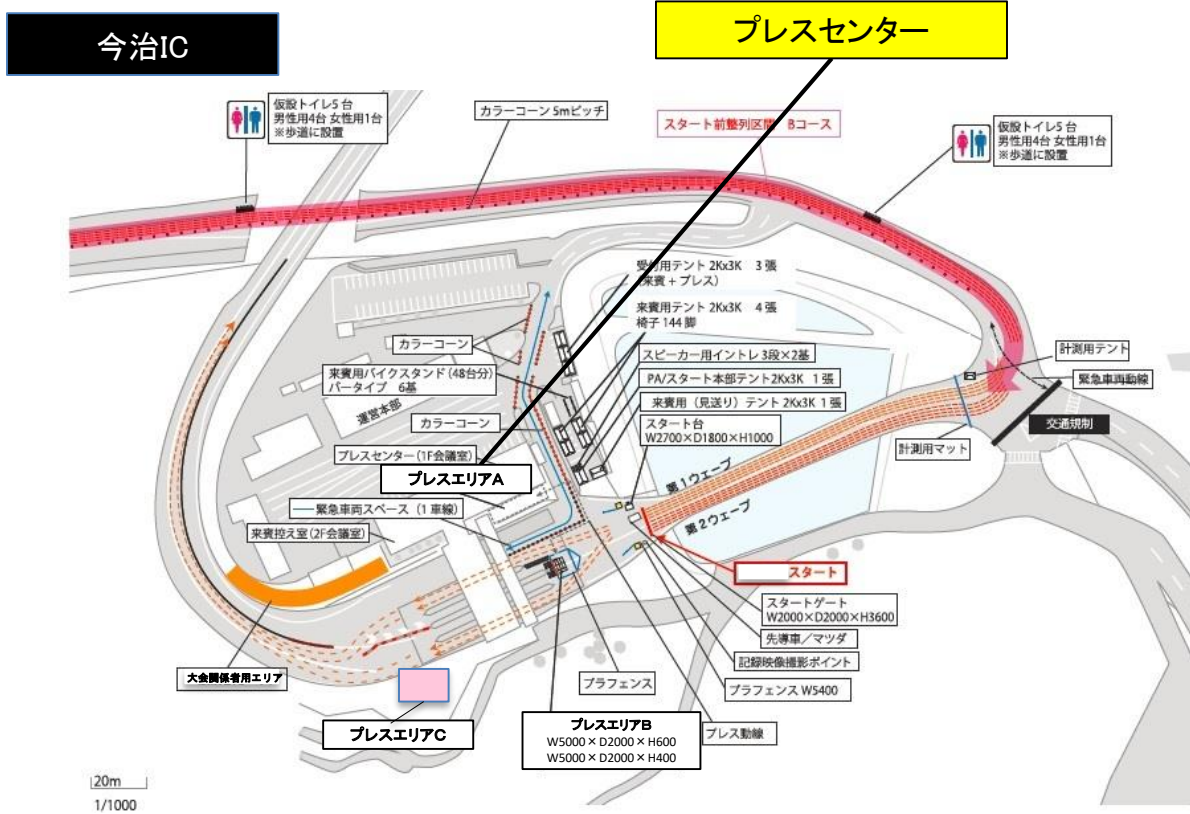 今治IC
プレスセンター
仮設トイレ5 台
男性用4台 女性用1台
※歩道に設置
カラーコーン 5mピッチ
スタート前整列区間 Bコース
仮設トイレ5 台
男性用4台 女性用1台
※歩道に設置
受付用テント 2Kx3K 3 張
(来賓 + プレス)
来賓用テント 2Kx3K 4 張
椅子 144 脚
カラーコーン
スピーカー用イントレ 3段×2基
計測用テント
来賓用バイクスタンド (48台分)
バータイプ 6基
PA/スタート本部テント2Kx3K 1 張
緊急車両動線
運営本部
来賓用(見送り)テント 2Kx3K 1 張
カラーコーン
スタート台
W2700×D1800×H1000
交通規制
計測用マット
プレスセンター (1F会議室)
プレスエリアA
第1ウェーブ
緊急車両スペース (1 車線)
第2ウェーブ
来賓控え室(2F会議室)
スタート
スタートゲート
W2000×D2000×H3600
先導車/マツダ
記録映像撮影ポイント
大会関係者用エリア
プラフェンス
プラフェンス W5400
プレスエリアC
プレスエリアB
W5000×D2000×H600
W5000×D2000×H400
プレス動線
20m
1/1000